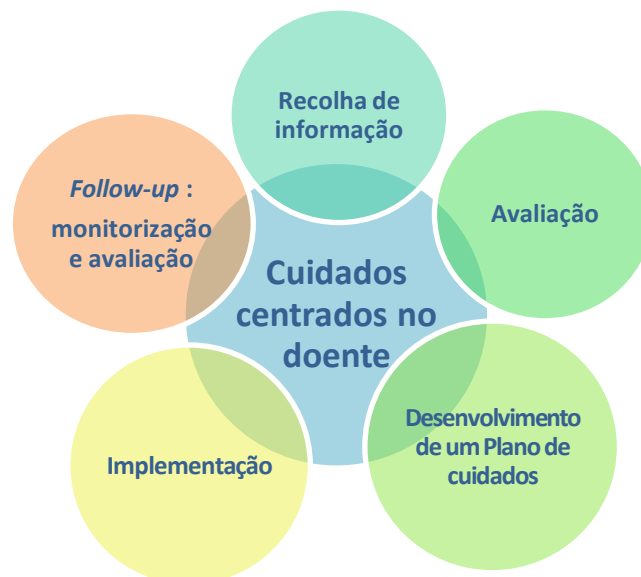 Recolha de
informação
Avaliação
Desenvolvimento
de um Plano de
cuidados
Implementação
Follow-up :
monitorização
e avaliação
Cuidados
centrados no
doente